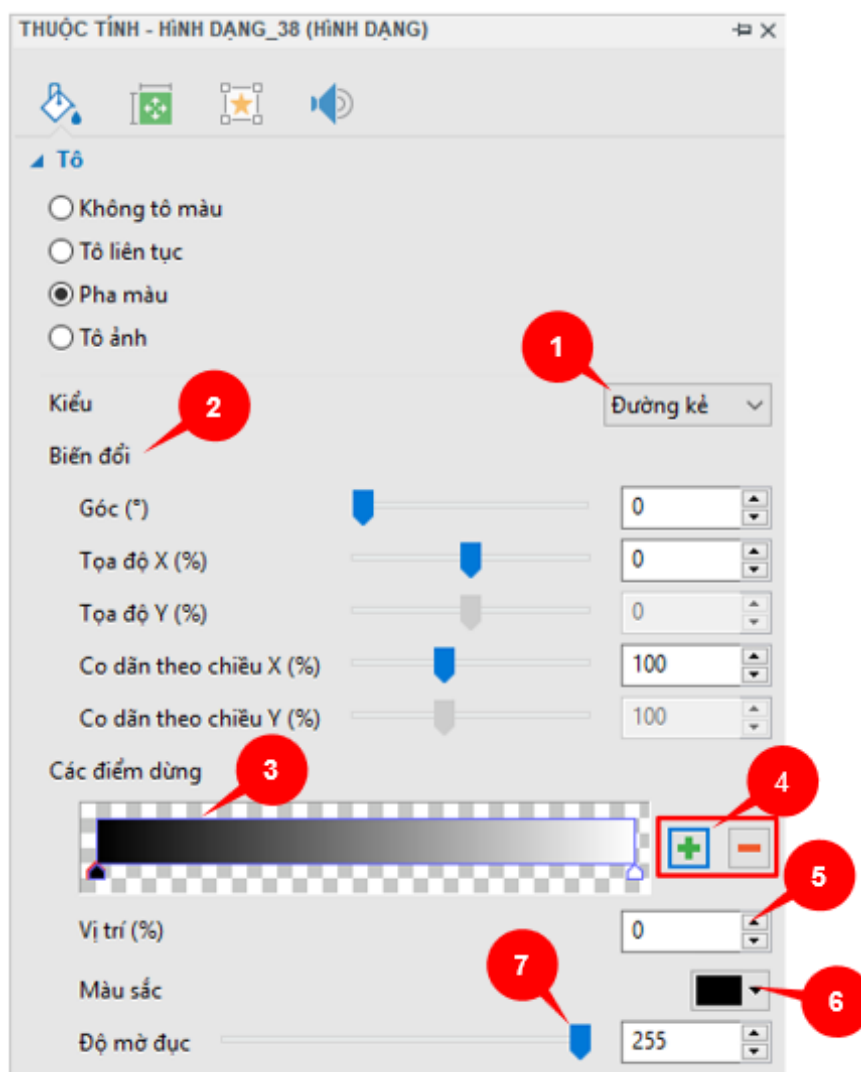 THUỘC TÍNH - HÌNH DẠNG_38 (HÌNH DẠNG)
Tô
Không tô màu
Tô liên tục
Pha màu
Tô ảnh
1
Kiểu
2
Đường kẻ
Biến đổi
Góc (°)
0
Tọa độ X (%)
0
Tọa độ Y (%)
0
Co dãn theo chiều X (%)
100
Co dãn theo chiều Y (%)
100
Các điểm dừng
3
4
5
Vị trí (%)
0
7
Màu sắc
6
Độ mờ đục
255